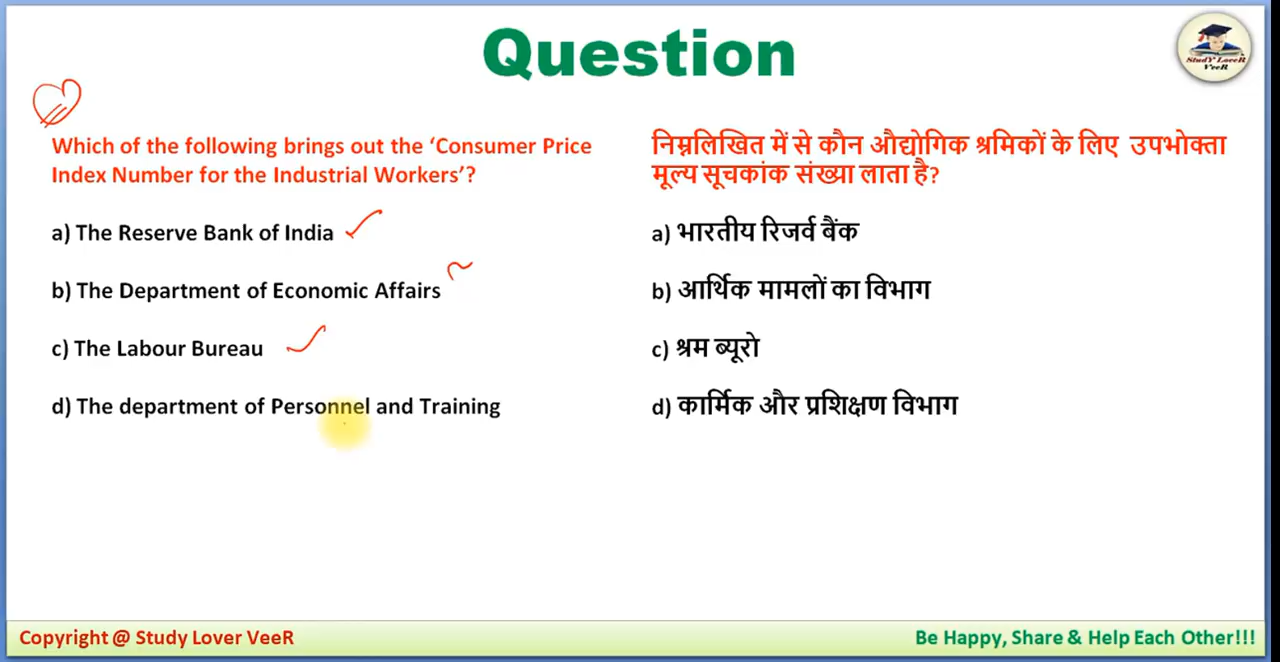 Question
StudY LoveR
VeeR
Which of the following brings out the ‘Consumer Price
Index Number for the Industrial Workers’?
a) The Reserve Bank of India
b) The Department of Economic Affairs
c) The Labour Bureau
d) The department of Personnel and Training
निम्नलिखित में से कौन औद्योगिक श्रमिकों के लिए उपभोक्ता
मूल्य सूचकांक संख्या लाता है?
a) भारतीय रिजर्व बैंक
b) आर्थिक मामलों का विभाग
c) श्रम ब्यूरो
d) कार्मिक और प्रशिक्षण विभाग
Copyright @ Study Lover VeeR
Be Happy, Share & Help Each Other!!!